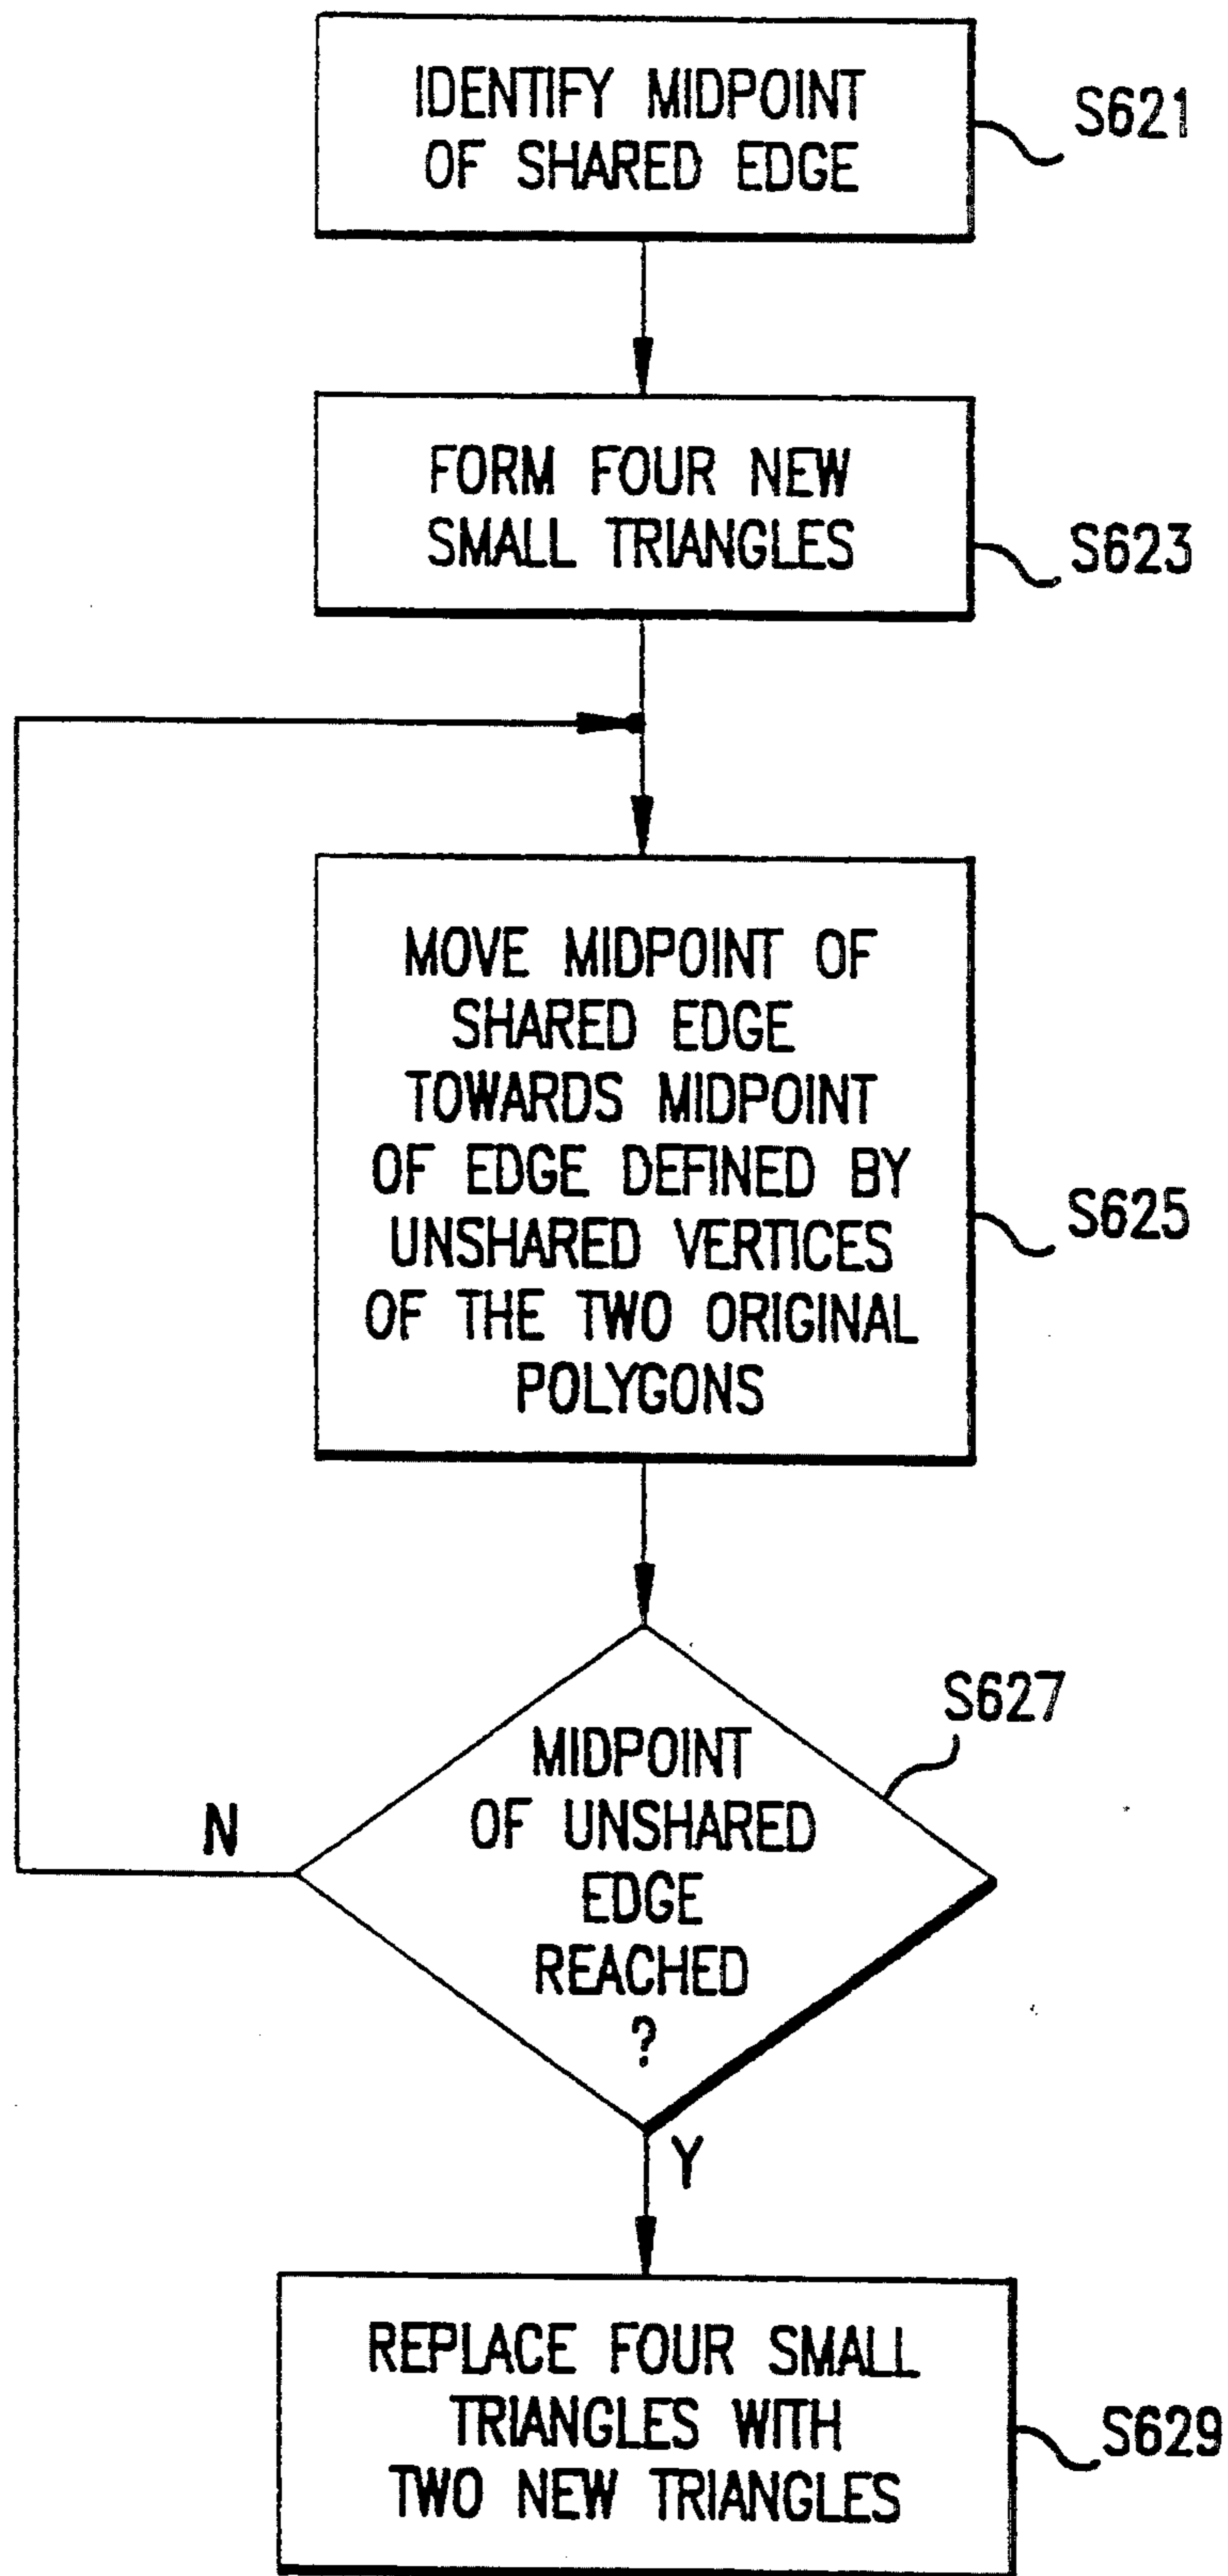 IDENTIFY MIDPOINT
OF SHARED EDGE
S621
FORM FOUR NEW
SMALL TRIANGLES
S623
MOVE MIDPOINT OF
SHARED EDGE
TOWARDS MIDPOINT
OF EDGE DEFINED BY
UNSHARED VERTICES
OF THE TWO ORIGINAL
POLYGONS
S625
S627
MIDPOINT
OF UNSHARED
EDGE
REACHED
?
N
Y
REPLACE FOUR SMALL
TRIANGLES WITH
TWO NEW TRIANGLES
S629